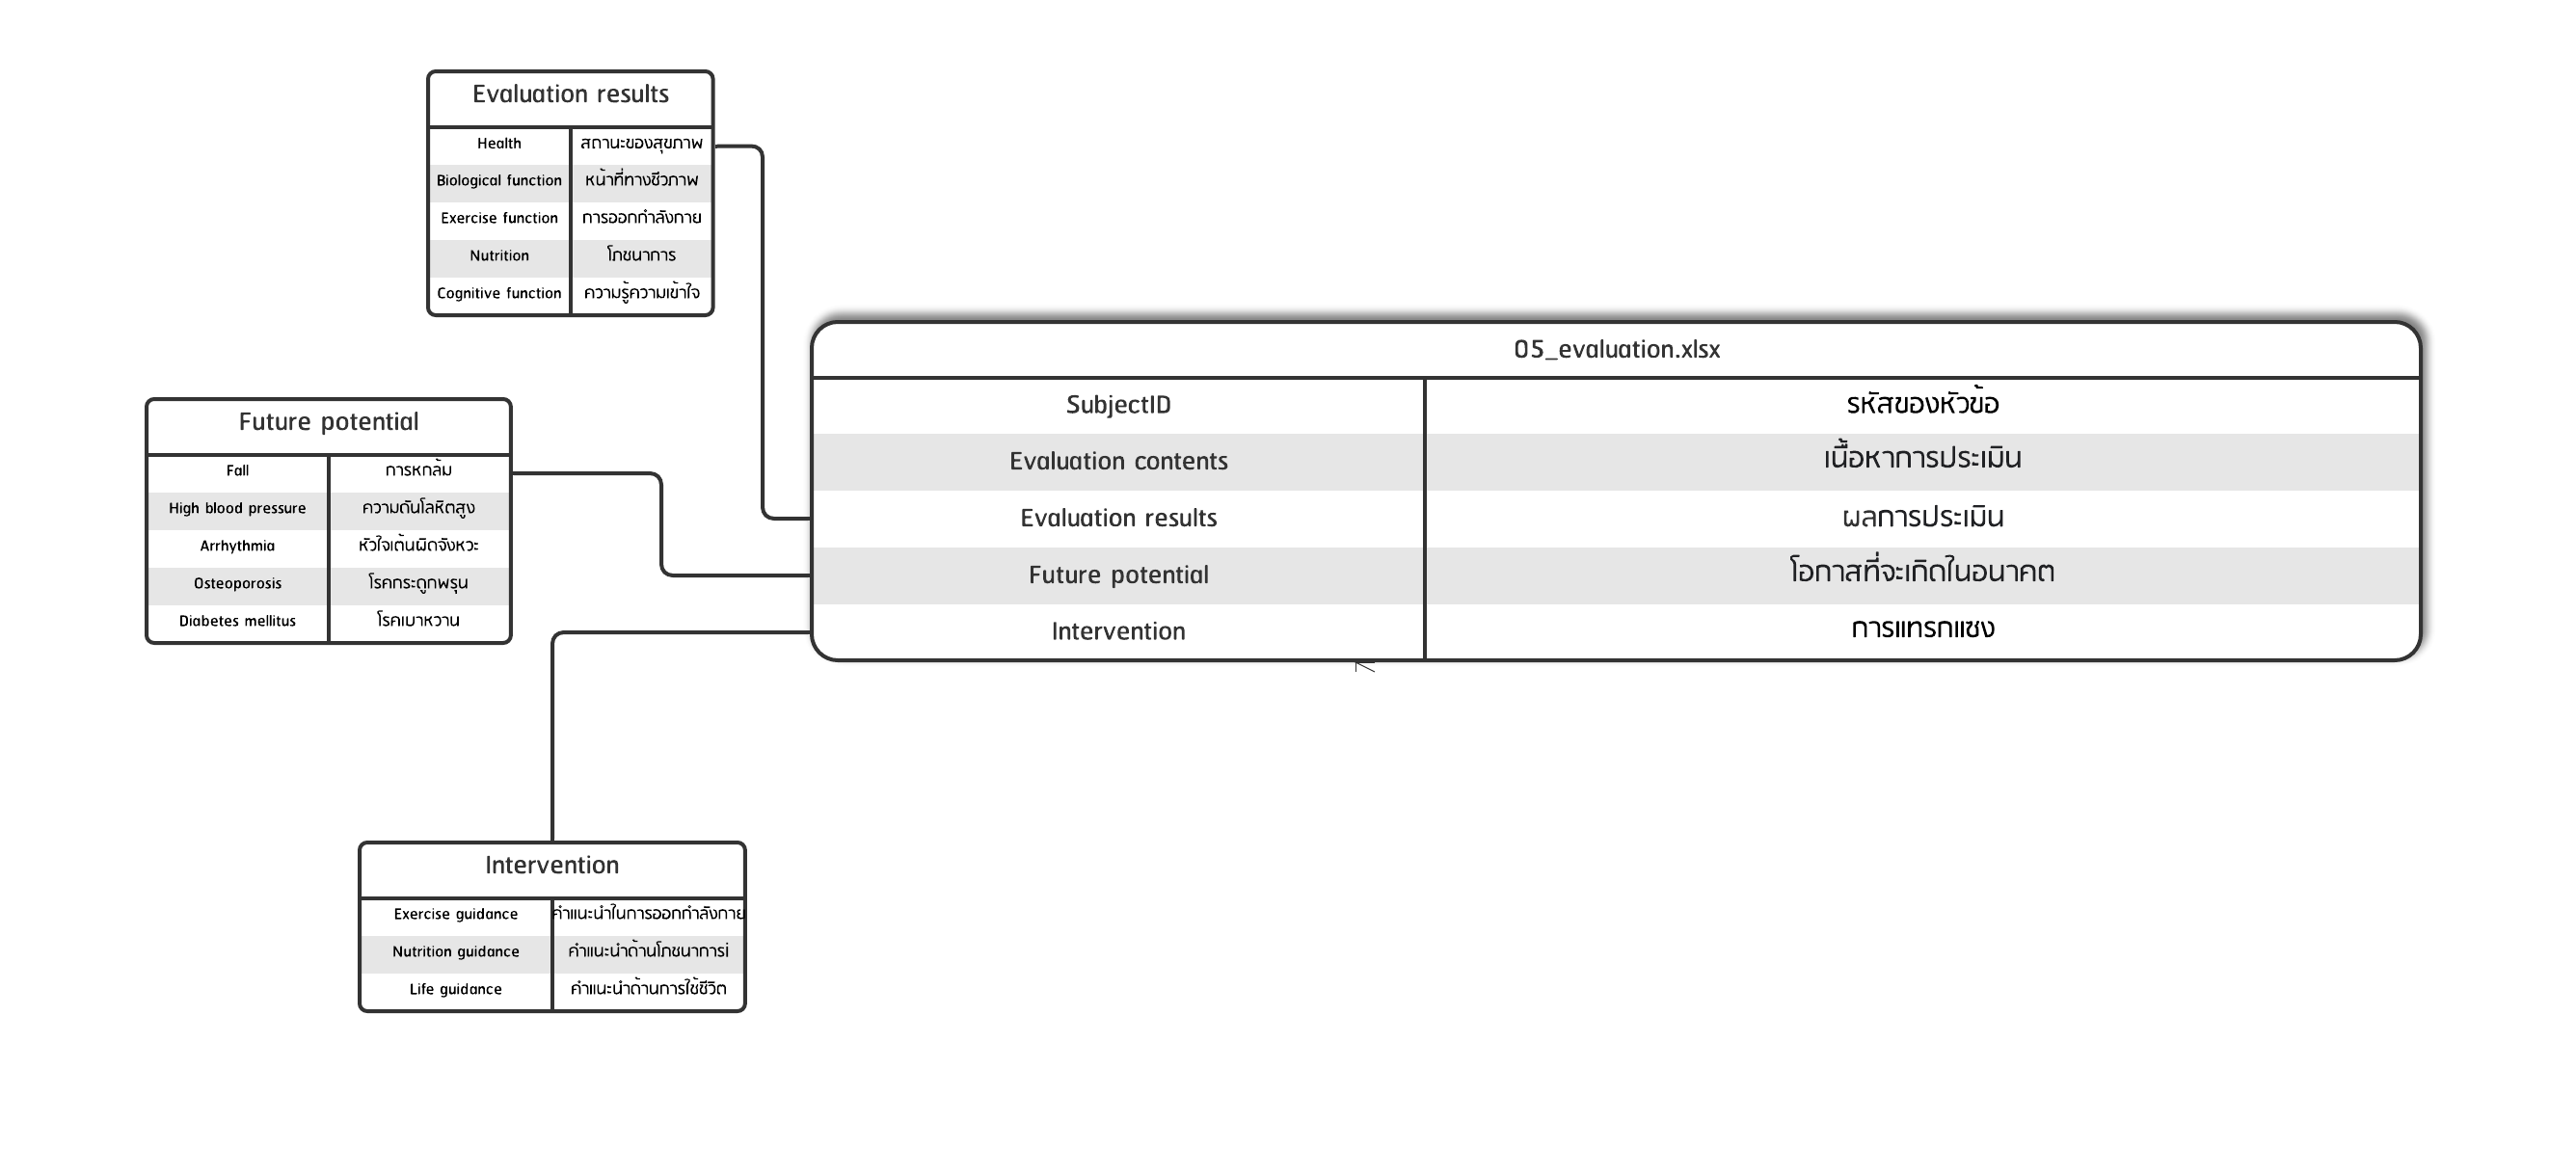 Evaluation results
Health สถานะของสุขภาพ
Biological function หน้าที่ทางชีวภาพ
Exercise function การออกกำลังกาย
Nutrition โภชนาการ
Cognitive function ความรู้ความเข้าใจ
05_evaluation.xlsx
SubjectID รหัสของหัวข้อ
Evaluation contents เนื้อหาการประเมิน
Evaluation results ผลการประเมิน
Future potential โอกาสที่จะเกิดในอนาคต
Intervention การแทรกแซง
Future potential
Fall การหกล้ม
High blood pressure ความดันโลหิตสูง
Arrhythmia หัวใจเต้นผิดจังหวะ
Osteoporosis โรคกระดูกพรุน
Diabetes mellitus โรคเบาหวาน
Intervention
Exercise guidance คำแนะนำในการออกกำลังกาย
Nutrition guidance คำแนะนำด้านโภชนาการi
Life guidance คำแนะนำด้านการใช้ชีวิต